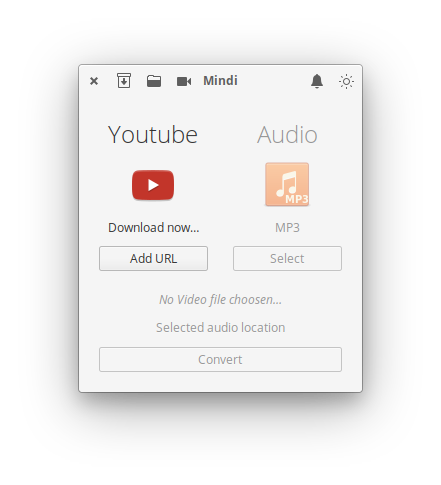 Mindi
Youtube
Audio
MP3
Download now...
MP3
Add URL
Select
No Video file choosen...
Selected audio location
Convert